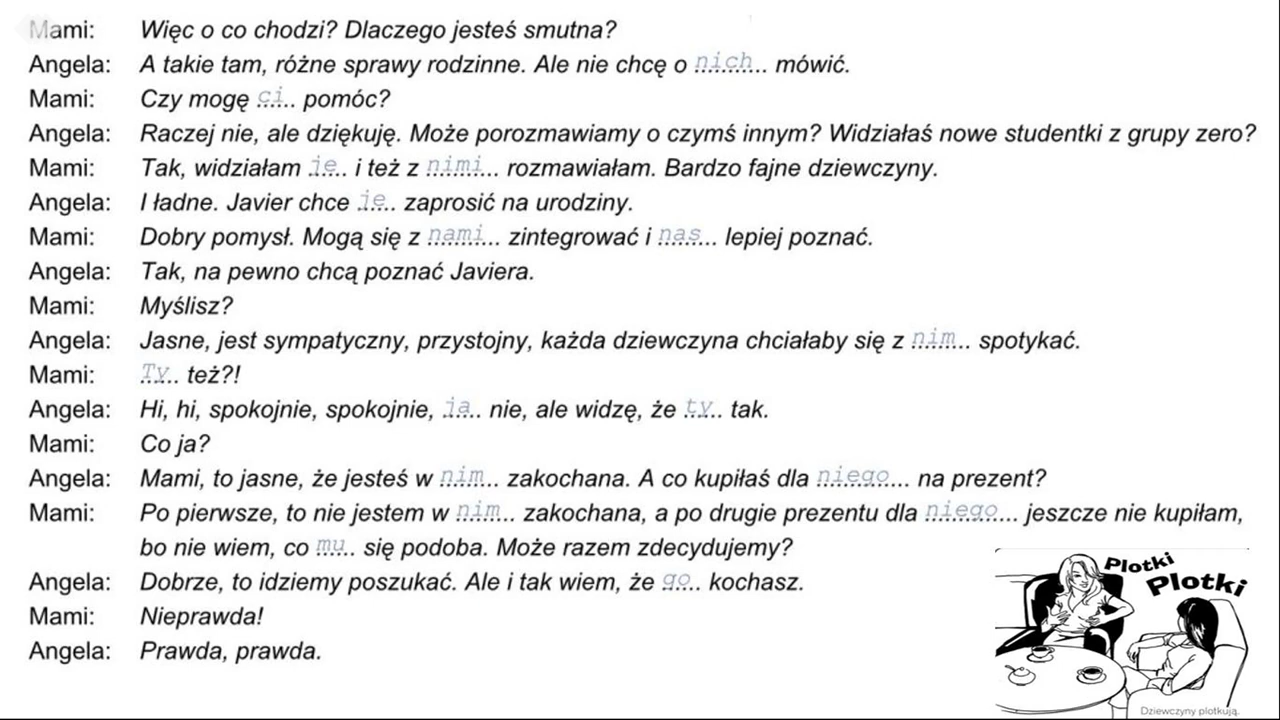 Mami: Więc o co chodzi? Dlaczego jesteś smutna?
Angela: A takie tam, różne sprawy rodzinne. Ale nie chcę o nich mówić.
Mami: Czy mogę ci pomóc?
Angela: Raczej nie, ale dziękuję. Może porozmawiamy o czymś innym? Widziałaś nowe studentki z grupy zero?
Mami: Tak, widziałam je i też z nimi rozmawiałam. Bardzo fajne dziewczyny.
Angela: I ładne. Javier chce je zaprosić na urodziny.
Mami: Dobry pomysł. Mogą się z nami zintegrować i nas lepiej poznać.
Angela: Tak, na pewno chcą poznać Javiera.
Mami: Myślisz?
Angela: Jasne, jest sympatyczny, przystojny, każda dziewczyna chciałaby się z nim spotykać.
Mami: Ty też?!
Angela: Hi, hi, spokojnie, spokojnie, ja nie, ale widzę, że ty tak.
Mami: Co ja?
Angela: Mami, to jasne, że jesteś w nim zakochana. A co kupiłaś dla niego na prezent?
Mami: Po pierwsze, to nie jestem w nim zakochana, a po drugie prezentu dla niego jeszcze nie kupiłam,
bo nie wiem, co mu się podoba. Może razem zdecydujemy?
Angela: Dobrze, to idziemy poszukać. Ale i tak wiem, że go kochasz.
Mami: Nieprawda!
Angela: Prawda, prawda.
Plotki
Plotki
Dziewczyny plotkują.